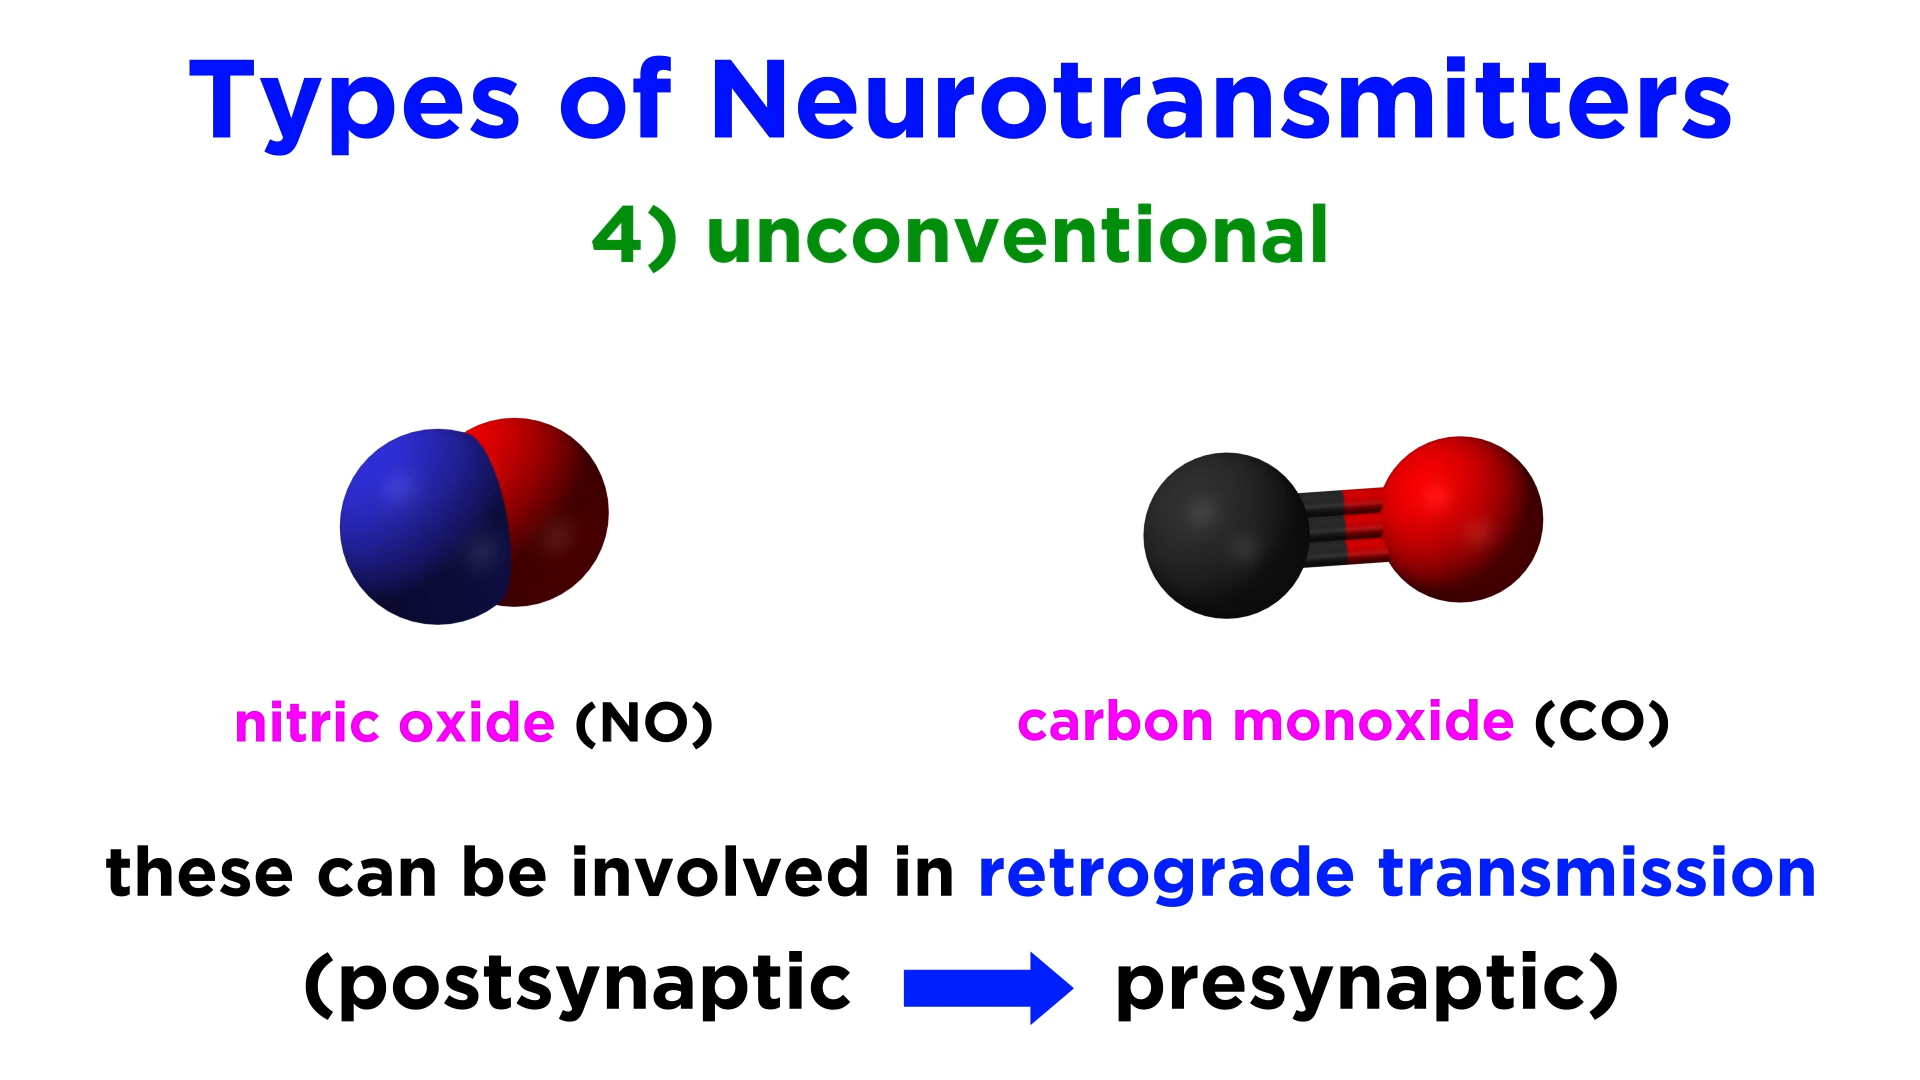 Types of Neurotransmitters
4) unconventional
nitric oxide (NO)
carbon monoxide (CO)
these can be involved in retrograde transmission
(postsynaptic presynaptic)